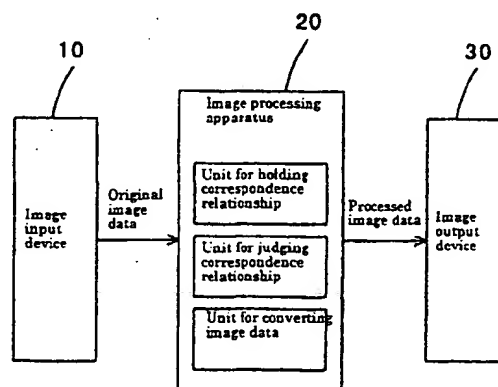 10
20
30
Image
input
device
Original
image
data
Image processing
apparatus
Unit for holding
correspondence
relationship
Unit for judging
correspondence
relationship
Unit for converting
image data
Processed
image data
Image
output
device